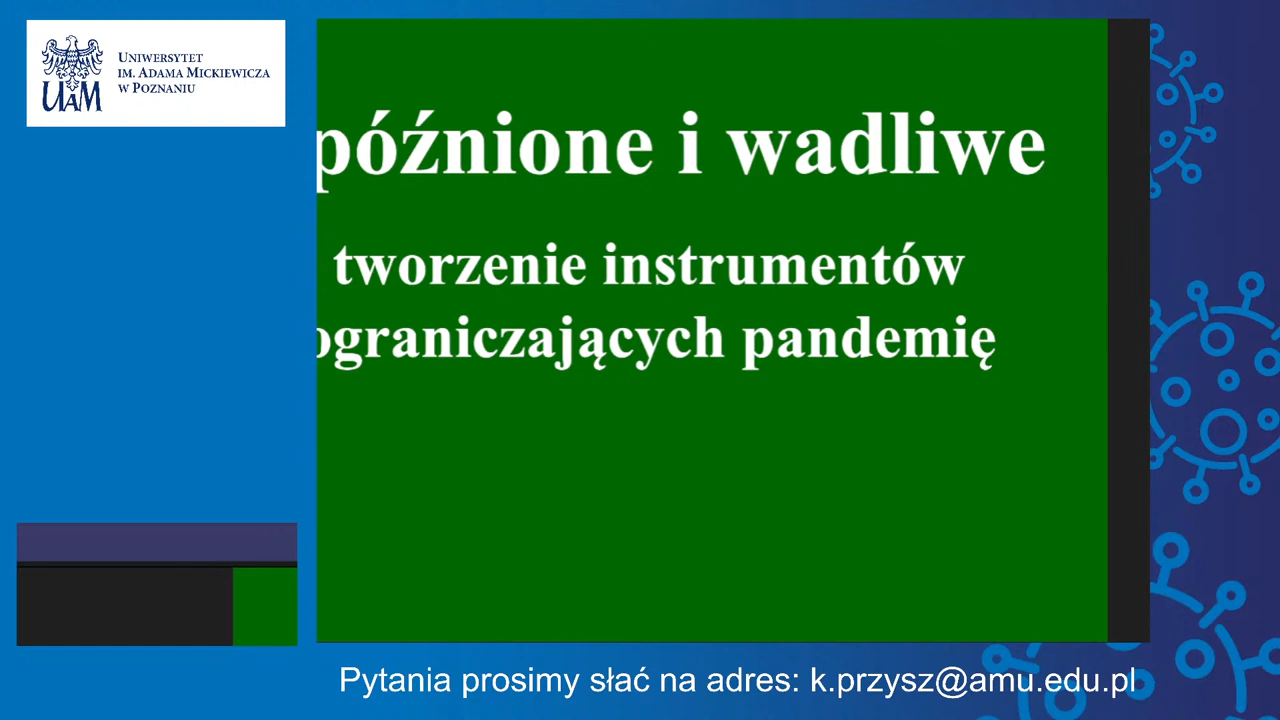 UNIWERSYTET
IM. ADAMA MICKIEWICZA
W POZNANIU
UAM
późnione i wadliwe
tworzenie instrumentów
ograniczających pandemię
Pytania prosimy słać na adres: k.przysz@amu.edu.pl